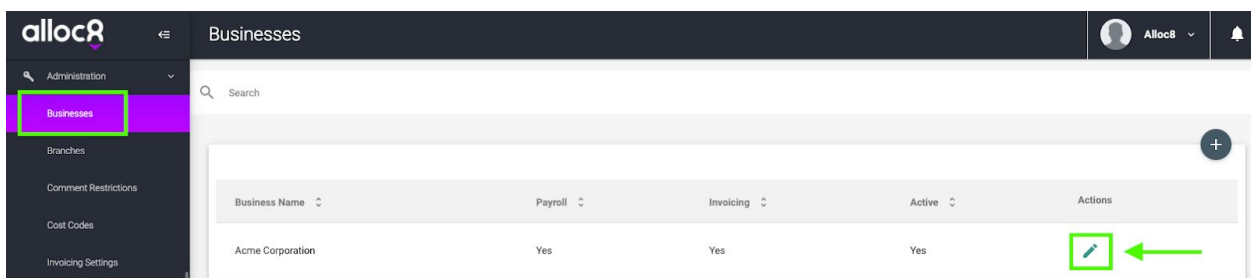 alloc8
Businesses
Alloc8
Administration
Search
Businesses
Branches
Comment Restrictions
Cost Codes
Invoicing Settings
Business Name Payroll Invoicing Active Actions
Acme Corporation Yes Yes Yes